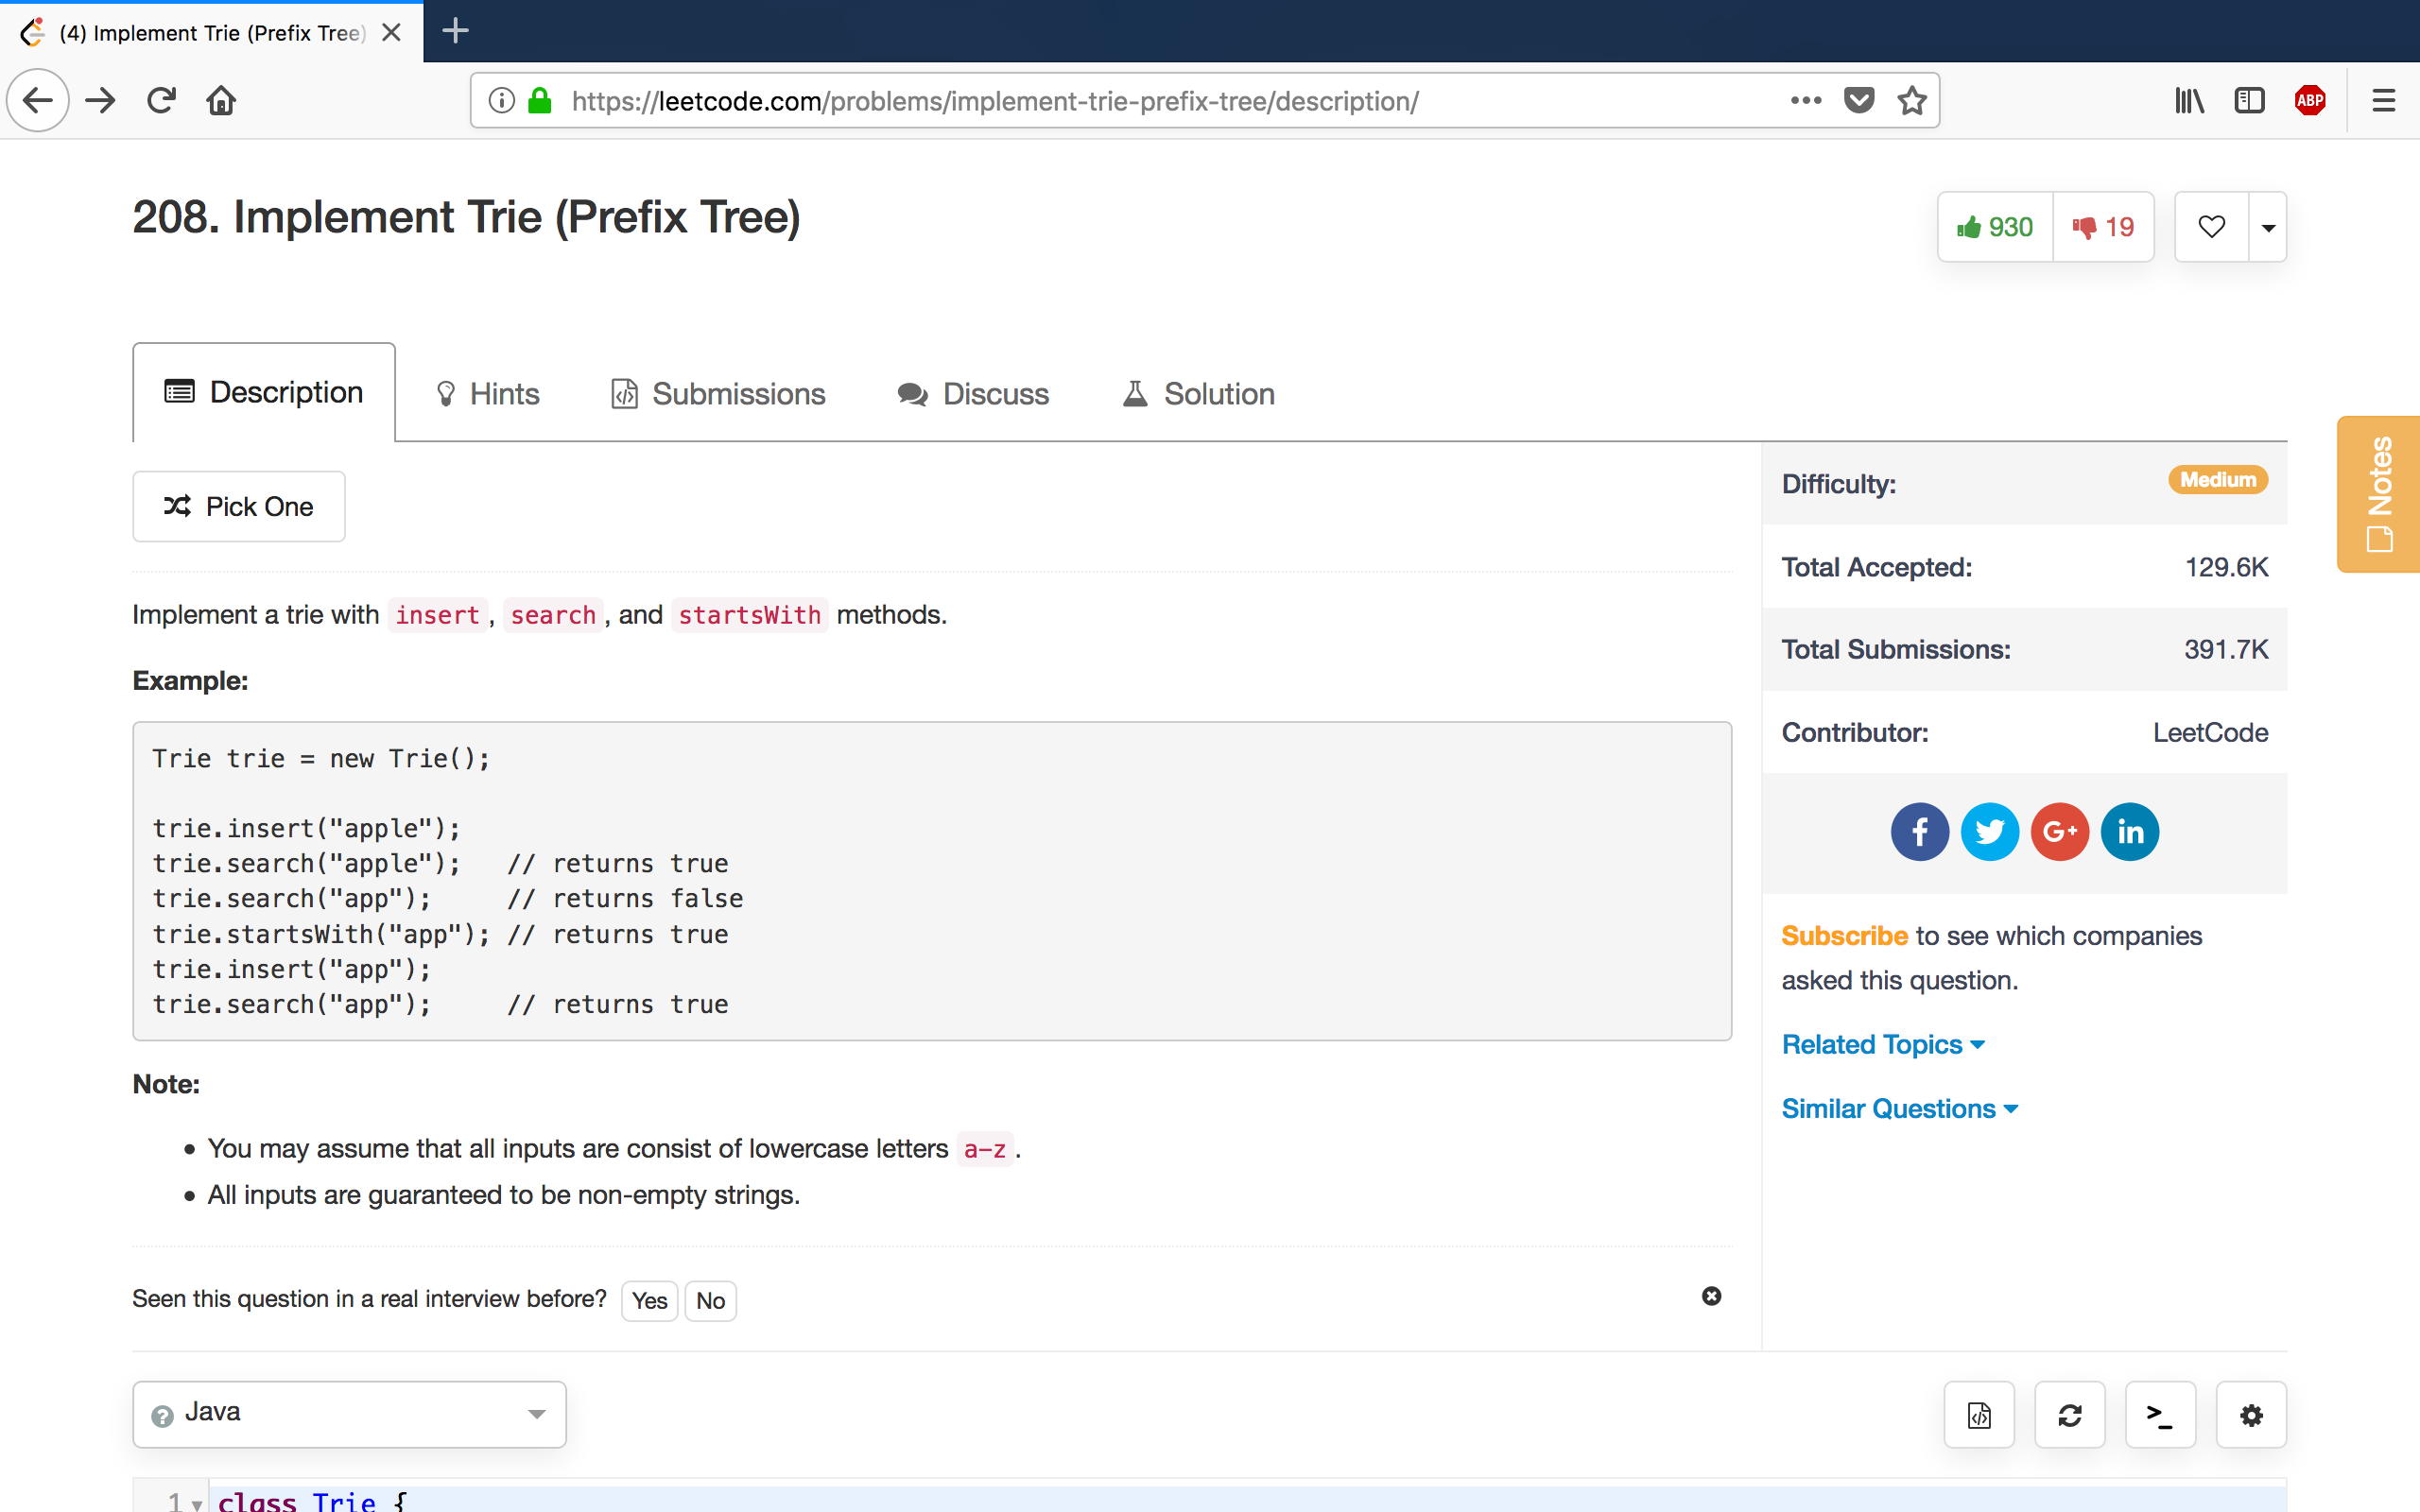 (4) Implement Trie (Prefix Tree)
https://leetcode.com/problems/implement-trie-prefix-tree/description/
ABP
208. Implement Trie (Prefix Tree)
930
19
Description
Hints
Submissions
Discuss
Solution
Notes
Pick One
Implement a trie with insert, search, and startsWith methods.
Example:
Trie trie = new Trie();
trie.insert("apple");
trie.search("apple");   // returns true
trie.search("app");     // returns false
trie.startsWith("app"); // returns true
trie.insert("app");
trie.search("app");     // returns true
Note:
You may assume that all inputs are consist of lowercase letters a-z.
All inputs are guaranteed to be non-empty strings.
Seen this question in a real interview before? Yes No
Difficulty: Medium
Total Accepted: 129.6K
Total Submissions: 391.7K
Contributor: LeetCode
f G+ in
Subscribe to see which companies
asked this question.
Related Topics
Similar Questions
? Java
</> >_
1 class Trie {